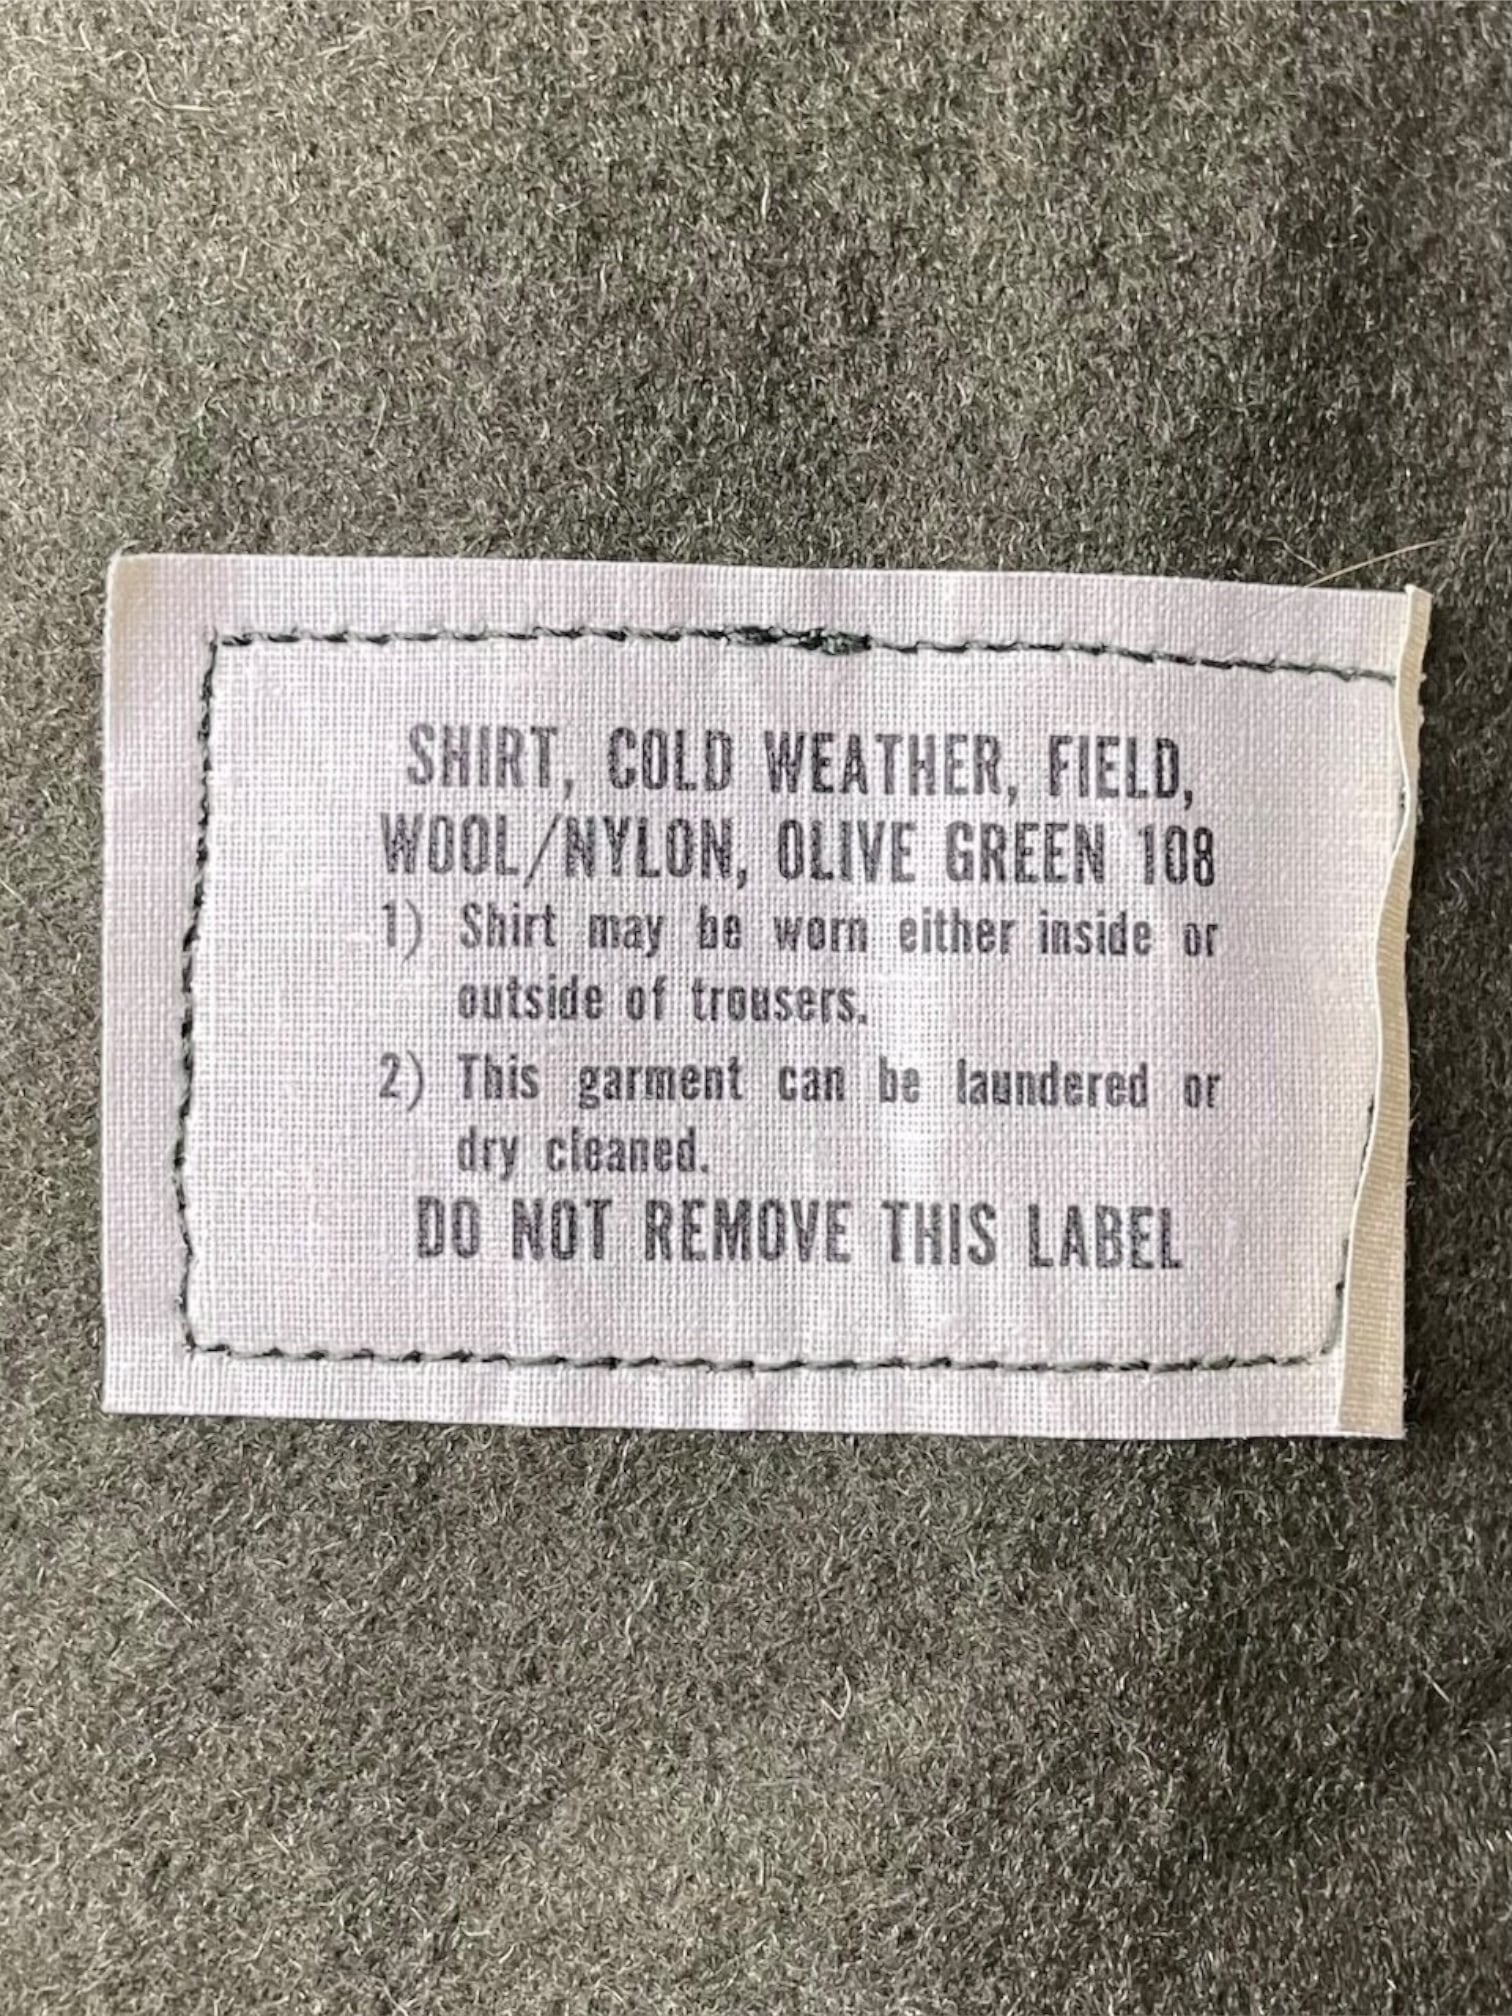 SHIRT, COLD WEATHER, FIELD,
WOOL/NYLON, OLIVE GREEN 108
1) Shirt may be worn either inside or
outside of trousers.
2) This garment can be laundered or
dry cleaned.
DO NOT REMOVE THIS LABEL